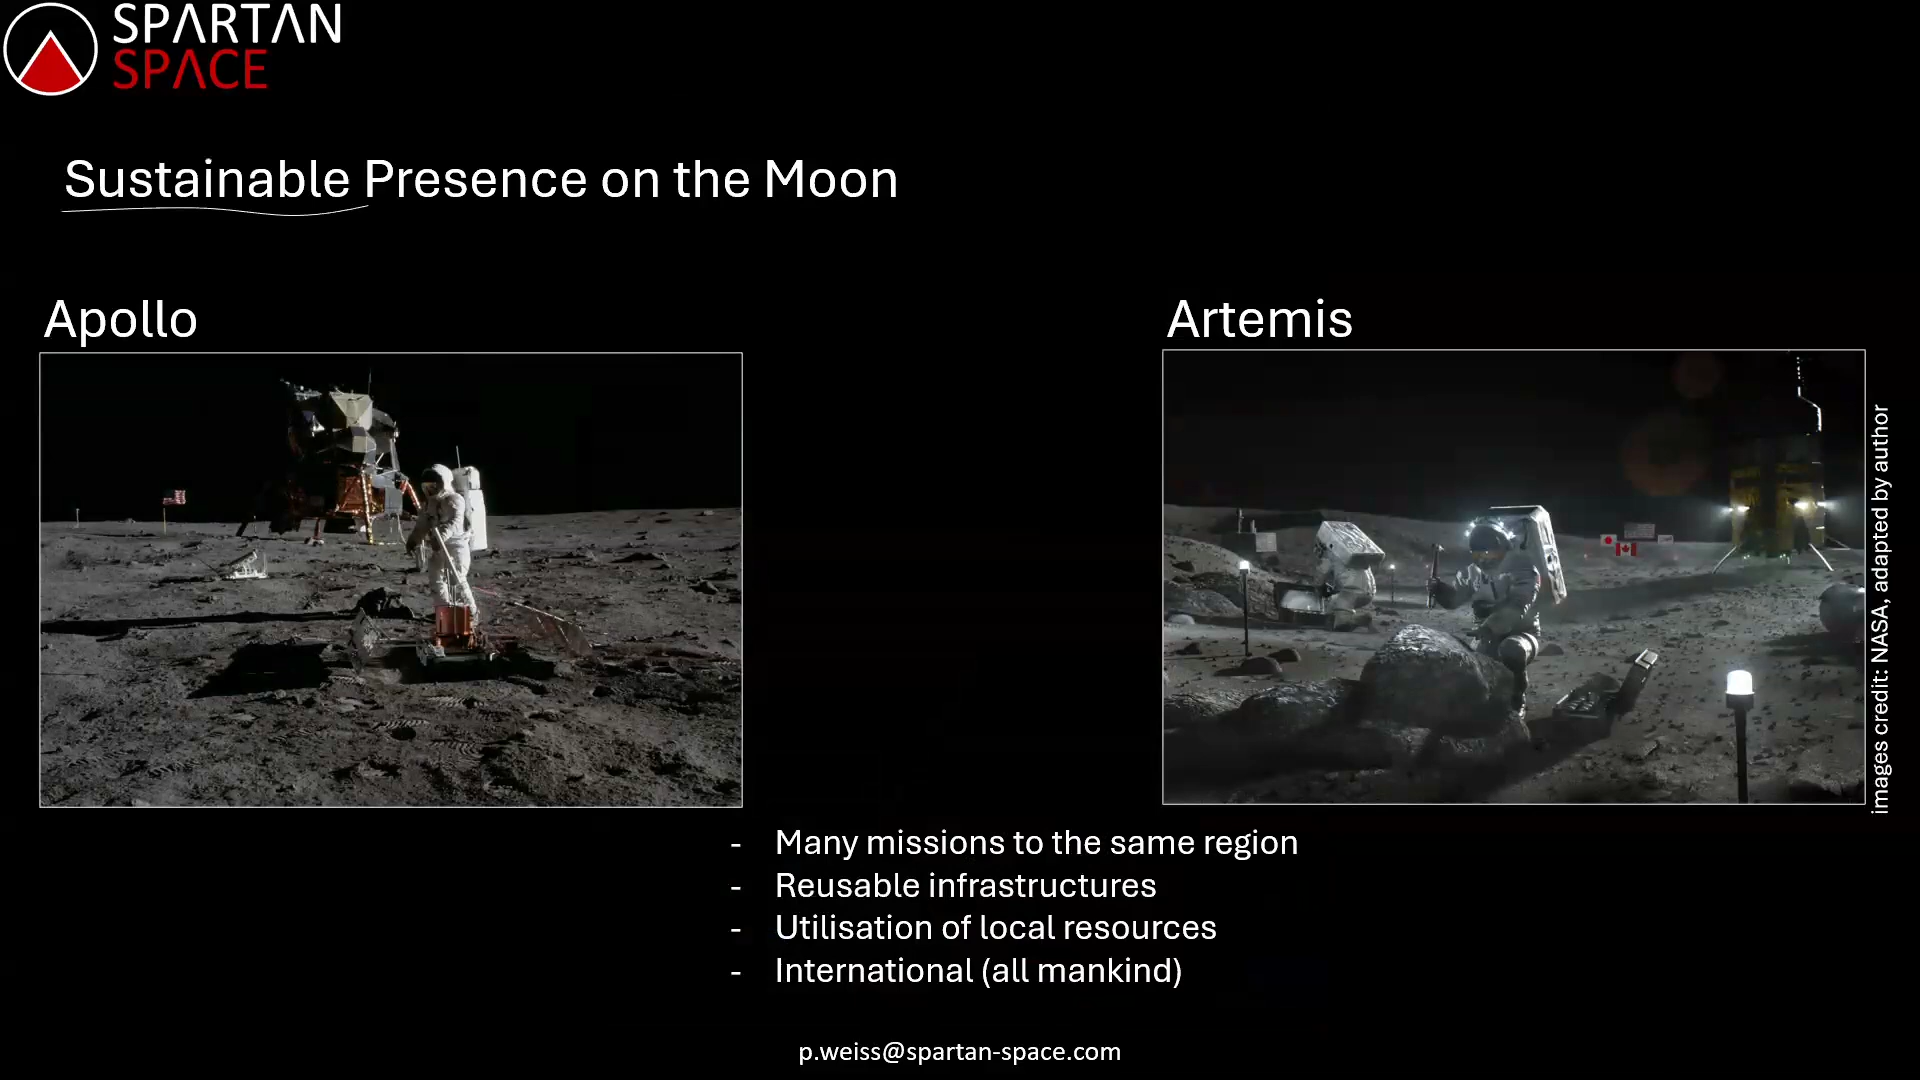 SPARTAN
SPACE
Sustainable Presence on the Moon
Apollo
Artemis
images credit: NASA, adapted by author
- Many missions to the same region
- Reusable infrastructures
- Utilisation of local resources
- International (all mankind)
p.weiss@spartan-space.com